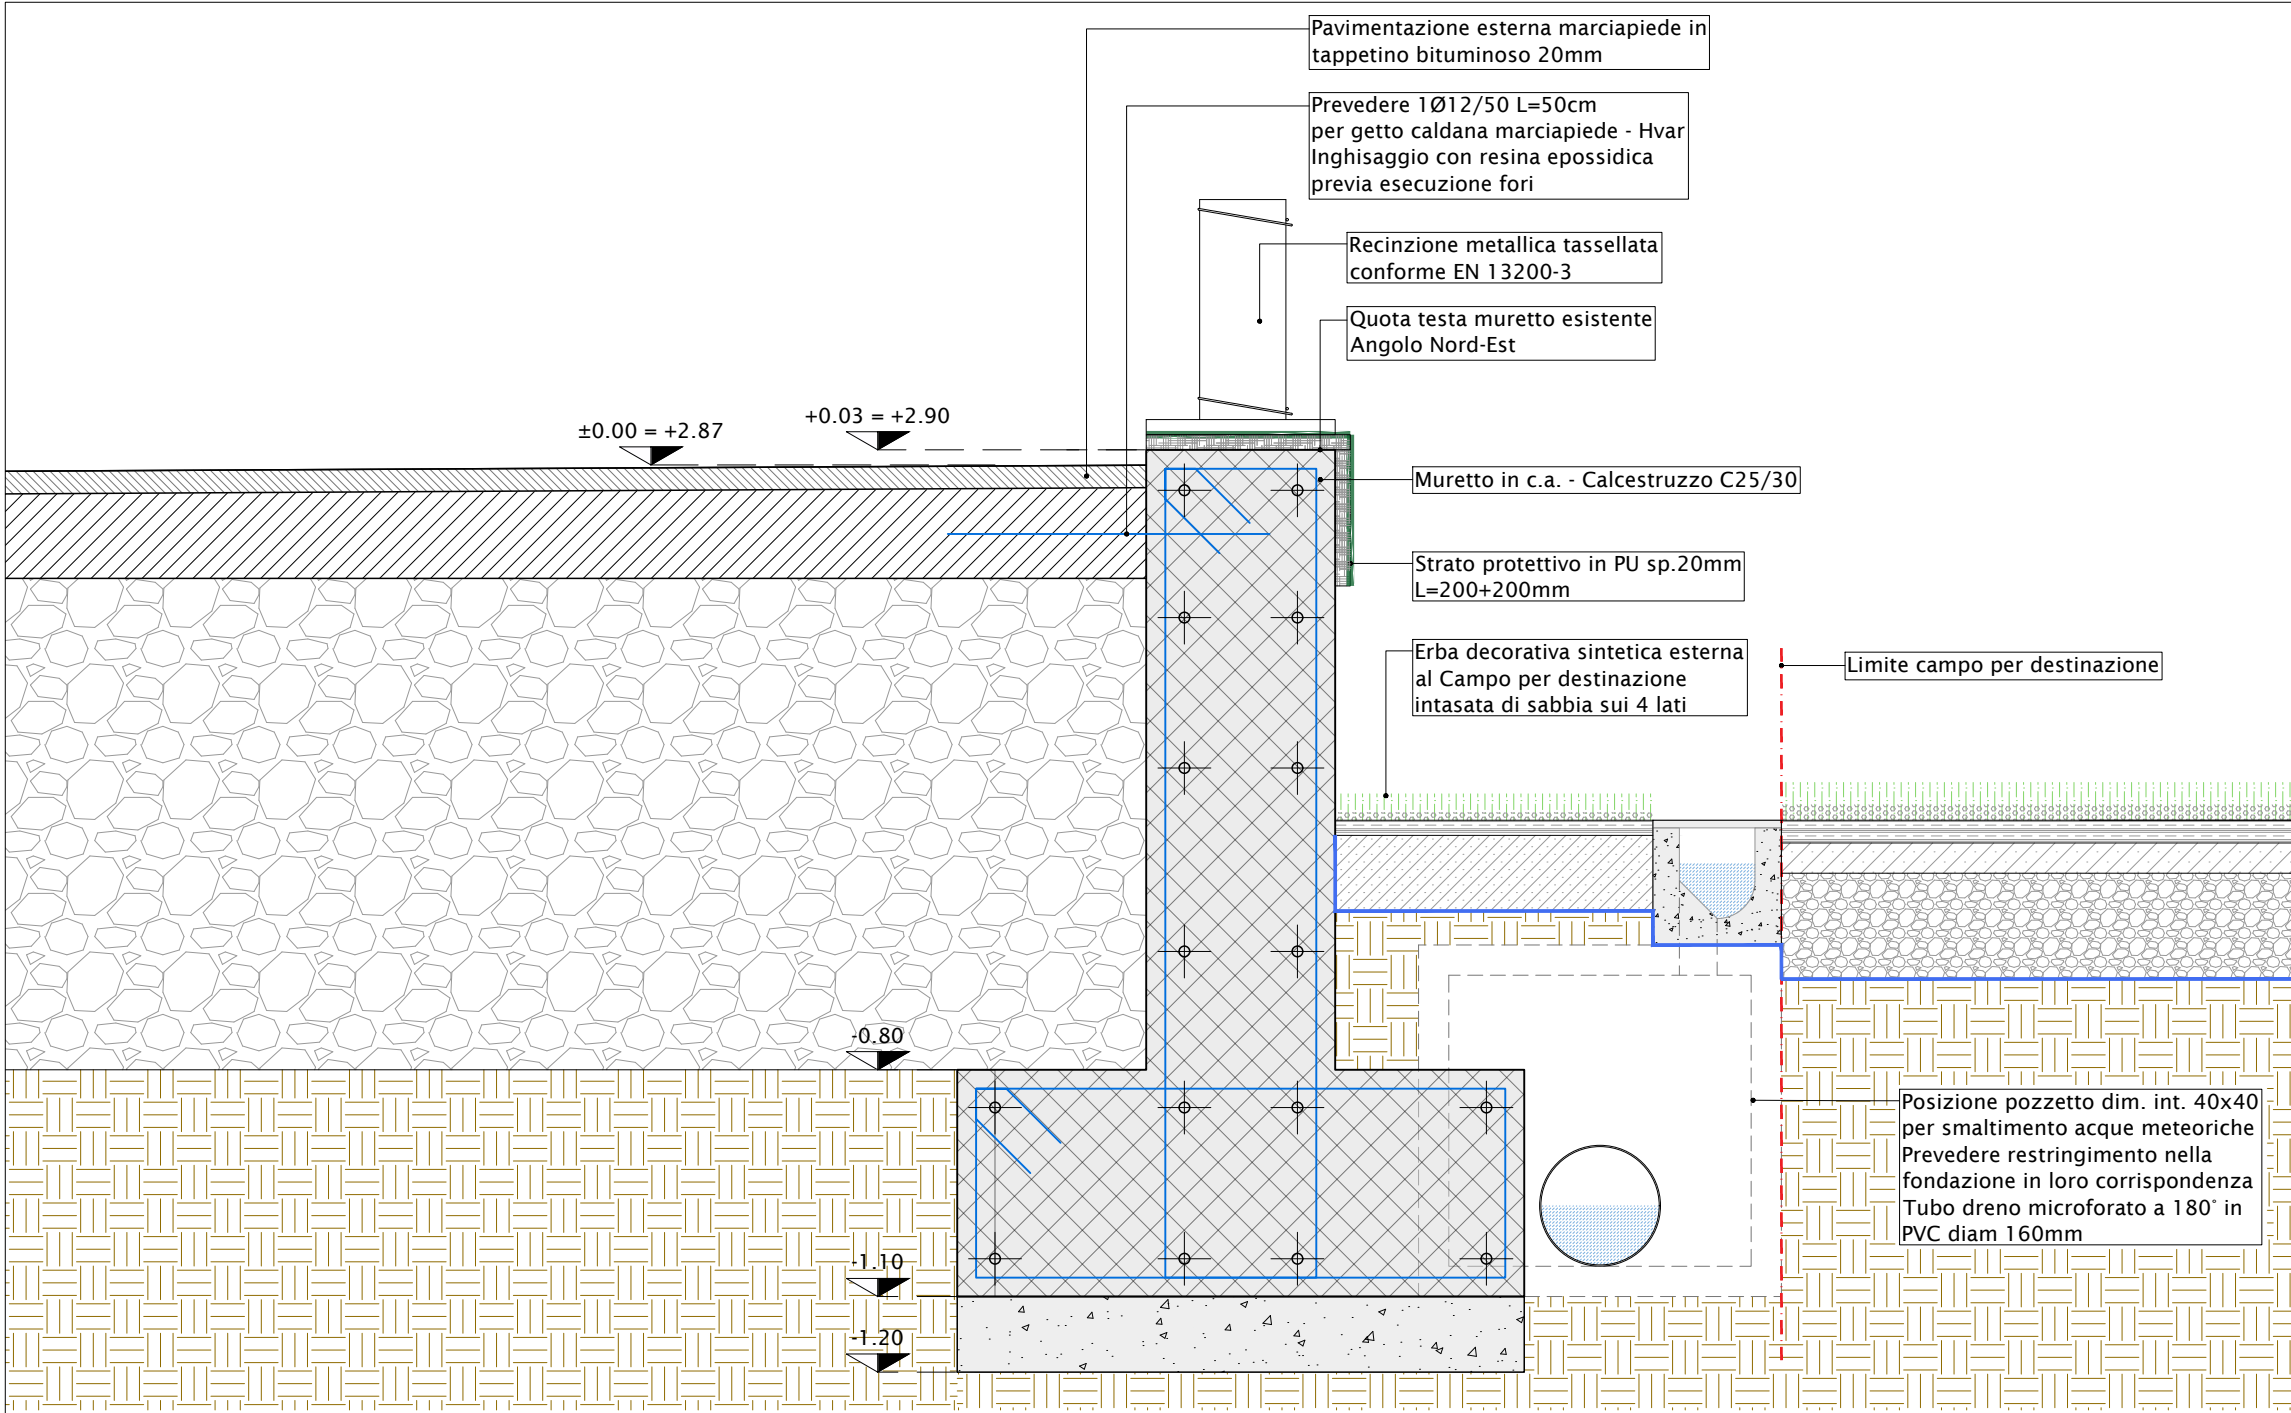 Pavimentazione esterna marciapiede in
tappetino bituminoso 20mm
Prevedere 1Ø12/50 L=50cm
per getto caldana marciapiede - Hvar
Inghisaggio con resina epossidica
previa esecuzione fori
Recinzione metallica tassellata
conforme EN 13200-3
Quota testa muretto esistente
Angolo Nord-Est
±0.00 = +2.87
+0.03 = +2.90
Muretto in c.a. - Calcestruzzo C25/30
Strato protettivo in PU sp.20mm
L=200+200mm
Erba decorativa sintetica esterna
al Campo per destinazione
intasata di sabbia sui 4 lati
Limite campo per destinazione
-0.80
Posizione pozzetto dim. int. 40x40
per smaltimento acque meteoriche
Prevedere restringimento nella
fondazione in loro corrispondenza
Tubo dreno microforato a 180° in
PVC diam 160mm
-1.10
-1.20